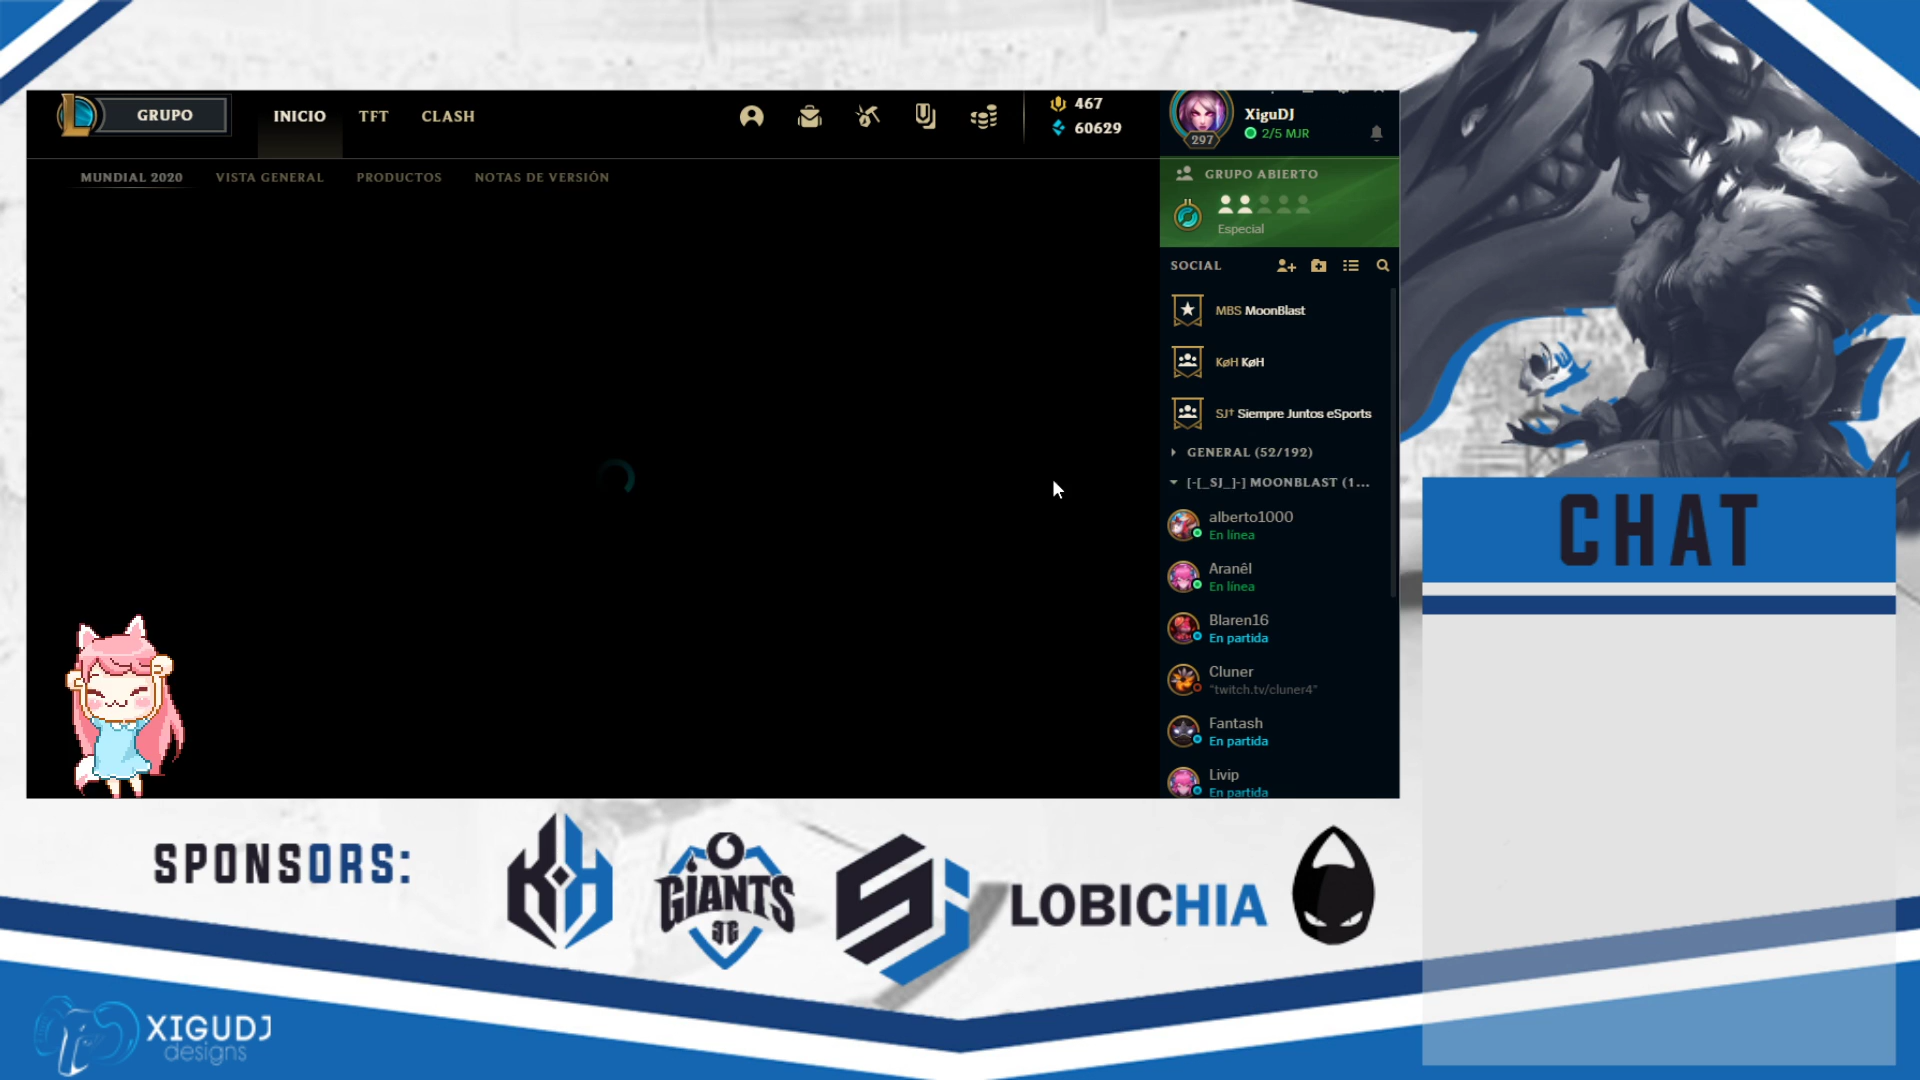 GRUPO
INICIO
TFT
CLASH
467
60629
297
XiguDJ
2/5 MJR
MUNDIAL 2020
VISTA GENERAL
PRODUCTOS
NOTAS DE VERSIÓN
GRUPO ABIERTO
Especial
SOCIAL
MBS MoonBlast
KøH KøH
SJ† Siempre Juntos eSports
GENERAL (52/192)
[-[_SJ_]-] MOONBLAST (1...
alberto1000
En línea
Aranêl
En línea
Blaren16
En partida
Cluner
"twitch.tv/cluner4"
Fantash
En partida
Livip
En partida
CHAT
SPONSORS:
KH
GIANTS
SJ
LOBICHIA
XIGUDJ
designs